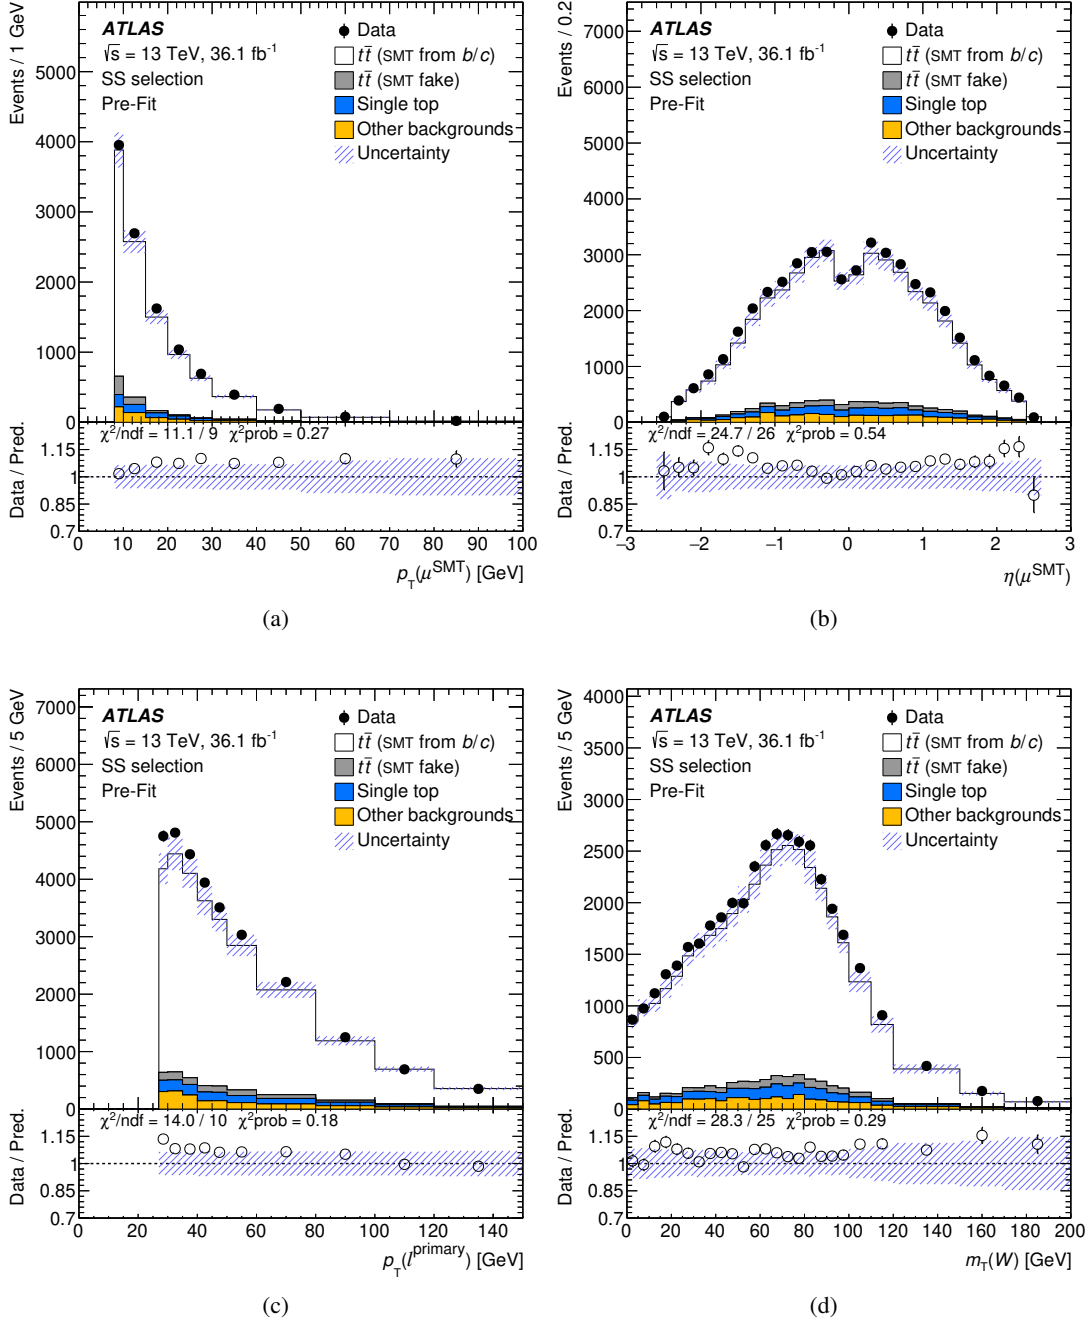 ATLAS
√s = 13 TeV, 36.1 fb⁻¹
SS selection
Pre-Fit
Data
tt̄ (SMT from b/c)
tt̄ (SMT fake)
Single top
Other backgrounds
Uncertainty
Events / 1 GeV
5000
4000
3000
2000
1000
0
χ²/ndf = 11.1 / 9 χ²prob = 0.27
Data / Pred.
1.15
1
0.85
0.7
0 10 20 30 40 50 60 70 80 90 100
p_T(μ^SMT) [GeV]
(a)
ATLAS
√s = 13 TeV, 36.1 fb⁻¹
SS selection
Pre-Fit
Data
tt̄ (SMT from b/c)
tt̄ (SMT fake)
Single top
Other backgrounds
Uncertainty
Events / 0.2
7000
6000
5000
4000
3000
2000
1000
0
χ²/ndf = 24.7 / 26 χ²prob = 0.54
Data / Pred.
1.15
1
0.85
0.7
−3 −2 −1 0 1 2 3
η(μ^SMT)
(b)
ATLAS
√s = 13 TeV, 36.1 fb⁻¹
SS selection
Pre-Fit
Data
tt̄ (SMT from b/c)
tt̄ (SMT fake)
Single top
Other backgrounds
Uncertainty
Events / 5 GeV
7000
6000
5000
4000
3000
2000
1000
0
χ²/ndf = 14.0 / 10 χ²prob = 0.18
Data / Pred.
1.15
1
0.85
0.7
0 20 40 60 80 100 120 140
p_T(l^primary) [GeV]
(c)
ATLAS
√s = 13 TeV, 36.1 fb⁻¹
SS selection
Pre-Fit
Data
tt̄ (SMT from b/c)
tt̄ (SMT fake)
Single top
Other backgrounds
Uncertainty
Events / 5 GeV
4000
3500
3000
2500
2000
1500
1000
500
0
χ²/ndf = 28.3 / 25 χ²prob = 0.29
Data / Pred.
1.15
1
0.85
0.7
0 20 40 60 80 100 120 140 160 180 200
m_T(W) [GeV]
(d)